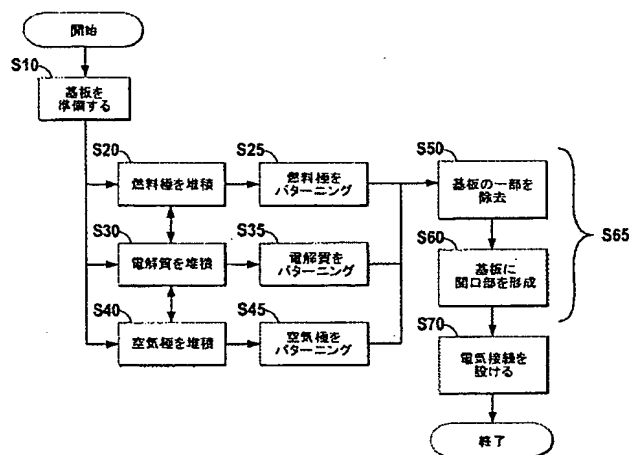 開始
S10
基板を
準備する
S20
燃料極を堆積
S25
燃料極を
パターニング
S30
電解質を堆積
S35
電解質を
パターニング
S40
空気極を堆積
S45
空気極を
パターニング
S50
基板の一部を
除去
S60
基板に
開口部を形成
S65
S70
電気接続を
設ける
終了